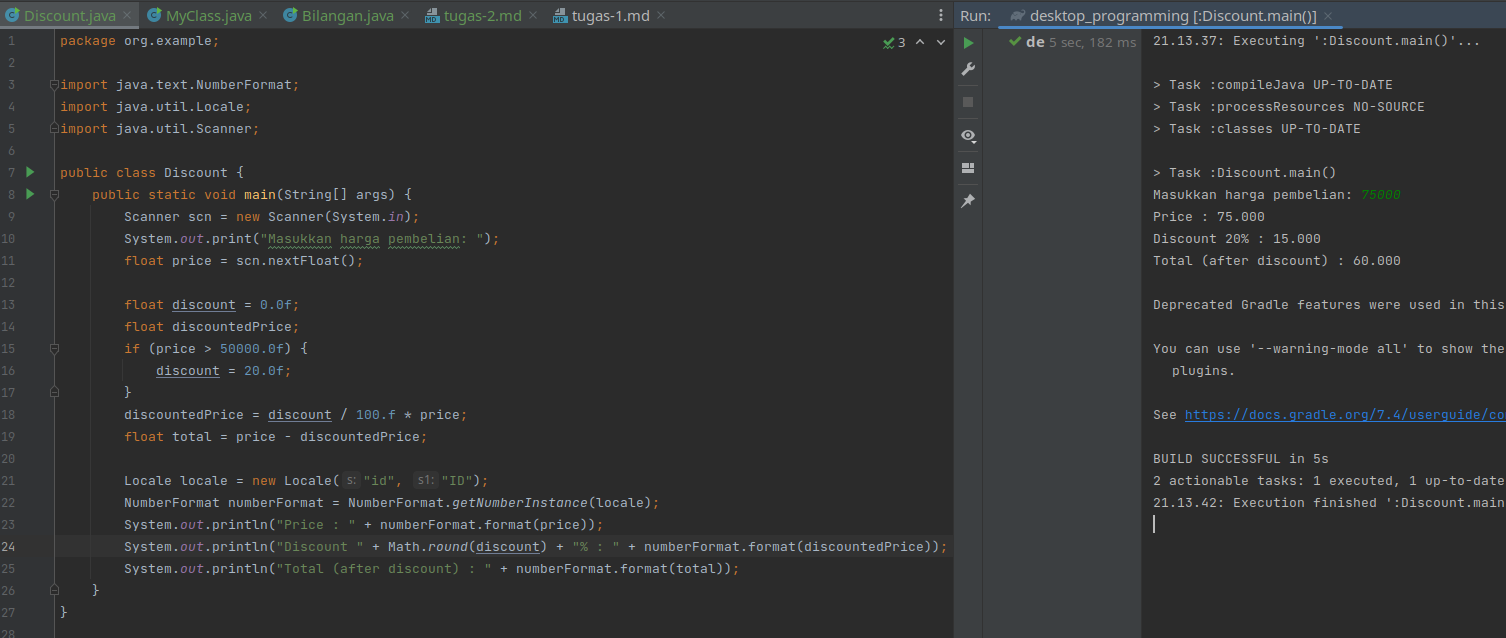 Discount.java MyClass.java Bilangan.java tugas-2.md tugas-1.md
1 package org.example;
2
3 import java.text.NumberFormat;
4 import java.util.Locale;
5 import java.util.Scanner;
6
7 public class Discount {
8 public static void main(String[] args) {
9 Scanner scn = new Scanner(System.in);
10 System.out.print("Masukkan harga pembelian: ");
11 float price = scn.nextFloat();
12
13 float discount = 0.0f;
14 float discountedPrice;
15 if (price > 50000.0f) {
16 discount = 20.0f;
17 }
18 discountedPrice = discount / 100.f * price;
19 float total = price - discountedPrice;
20
21 Locale locale = new Locale( s: "id", s1: "ID");
22 NumberFormat numberFormat = NumberFormat.getNumberInstance(locale);
23 System.out.println("Price : " + numberFormat.format(price));
24 System.out.println("Discount " + Math.round(discount) + "% : " + numberFormat.format(discountedPrice));
25 System.out.println("Total (after discount) : " + numberFormat.format(total));
26 }
27 }
28
3
Run: desktop_programming [:Discount.main()]
de 5 sec, 182 ms
21.13.37: Executing ':Discount.main()'...
> Task :compileJava UP-TO-DATE
> Task :processResources NO-SOURCE
> Task :classes UP-TO-DATE
> Task :Discount.main()
Masukkan harga pembelian: 75000
Price : 75.000
Discount 20% : 15.000
Total (after discount) : 60.000
Deprecated Gradle features were used in this
You can use '--warning-mode all' to show the
plugins.
See https://docs.gradle.org/7.4/userguide/co
BUILD SUCCESSFUL in 5s
2 actionable tasks: 1 executed, 1 up-to-date
21.13.42: Execution finished ':Discount.main